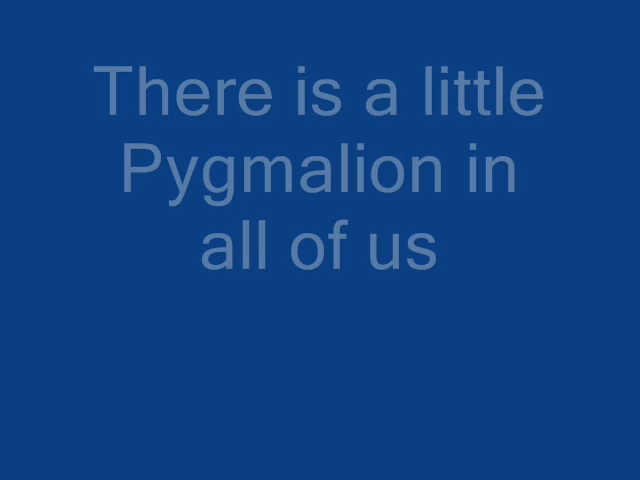 There is a little
Pygmalion in
all of us